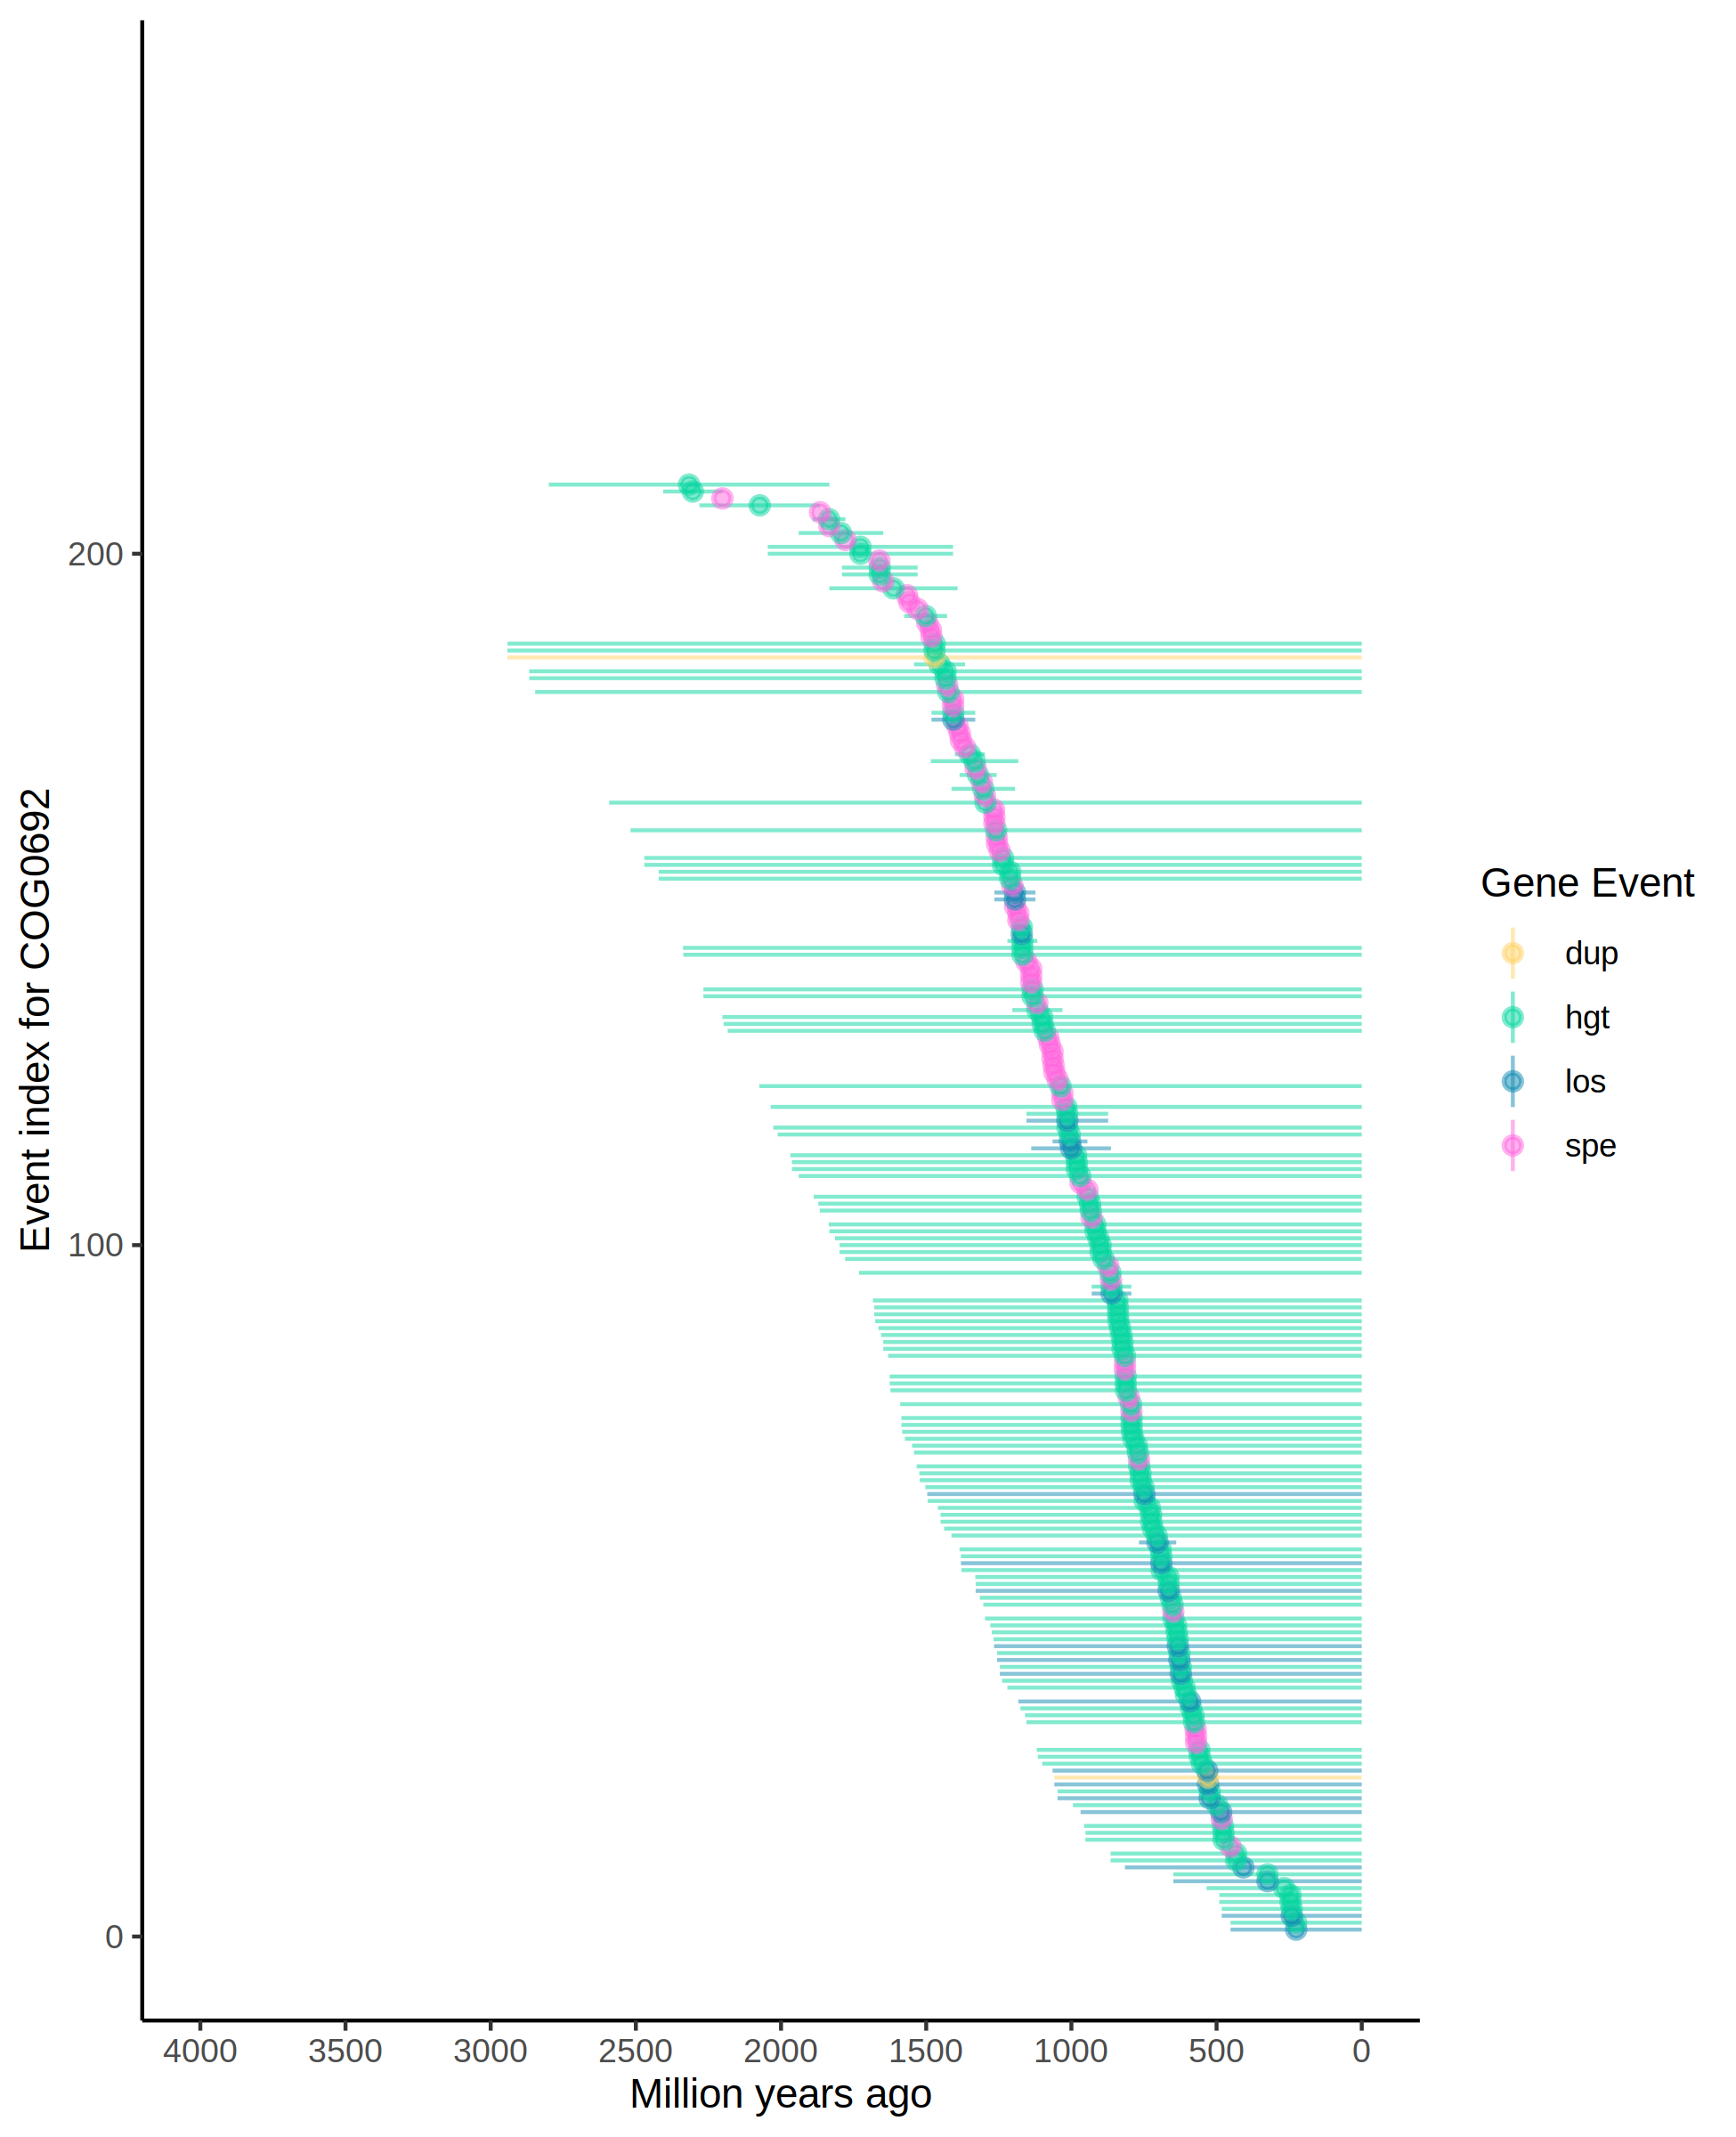 Event index for COG0692
200
100
0
4000 3500 3000 2500 2000 1500 1000 500 0
Million years ago
Gene Event
dup
hgt
los
spe